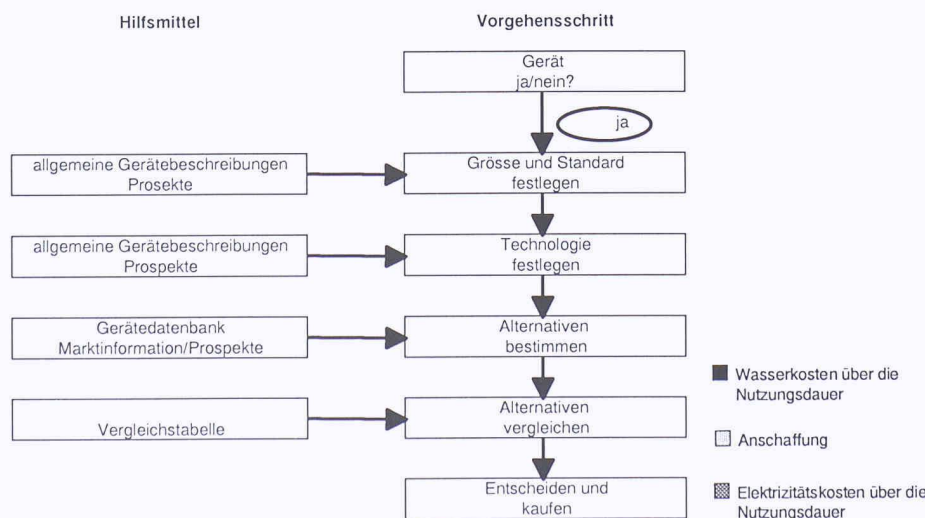 Hilfsmittel
Vorgehensschritt
Gerät
ja/nein?
ja
allgemeine Gerätebeschreibungen
Prosekte
Grösse und Standard
festlegen
allgemeine Gerätebeschreibungen
Prospekte
Technologie
festlegen
Gerätedatenbank
Marktinformation/Prospekte
Alternativen
bestimmen
Vergleichstabelle
Alternativen
vergleichen
Entscheiden und
kaufen
Wasserkosten über die
Nutzungsdauer
Anschaffung
Elektrizitätskosten über die
Nutzungsdauer